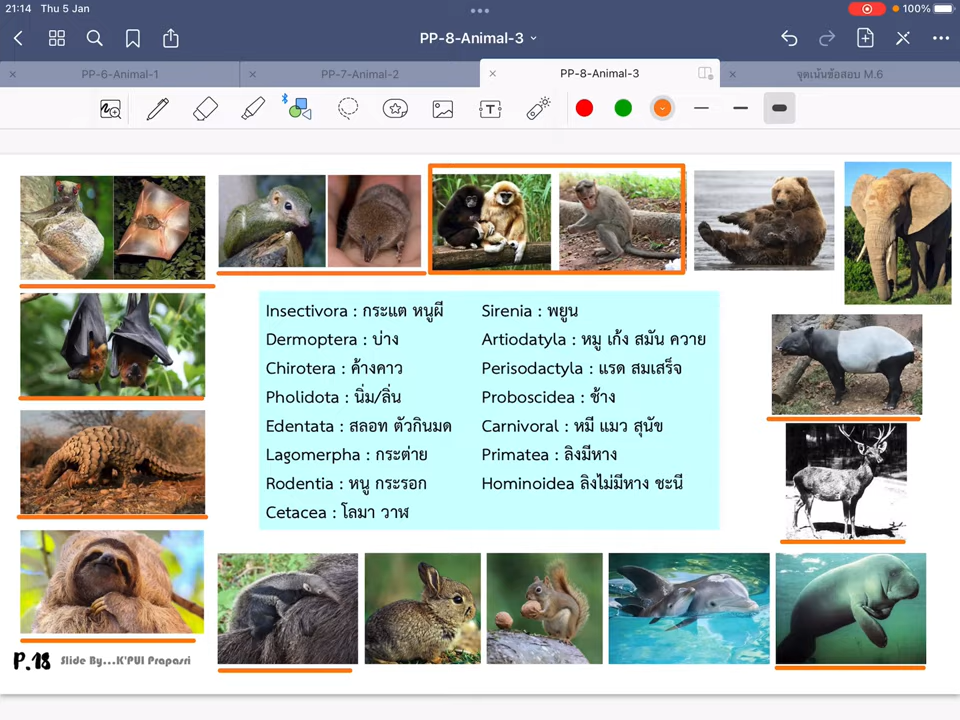 21:14 Thu 5 Jan
100%
PP-8-Animal-3
PP-6-Animal-1
PP-7-Animal-2
PP-8-Animal-3
จุดเน้นข้อสอบ M.6
Insectivora : กระแต หนูผี
Dermoptera : บ่าง
Chirotera : ค้างคาว
Pholidota : นิ่ม/ลิ่น
Edentata : สลอท ตัวกินมด
Lagomerpha : กระต่าย
Rodentia : หนู กระรอก
Cetacea : โลมา วาฬ
Sirenia : พยูน
Artiodatyla : หมู เก้ง สมัน ควาย
Perisodactyla : แรด สมเสร็จ
Proboscidea : ช้าง
Carnivoral : หมี แมว สุนัข
Primatea : ลิงมีหาง
Hominoidea ลิงไม่มีหาง ชะนี
P.18 Slide By...K'PUI Prapasri